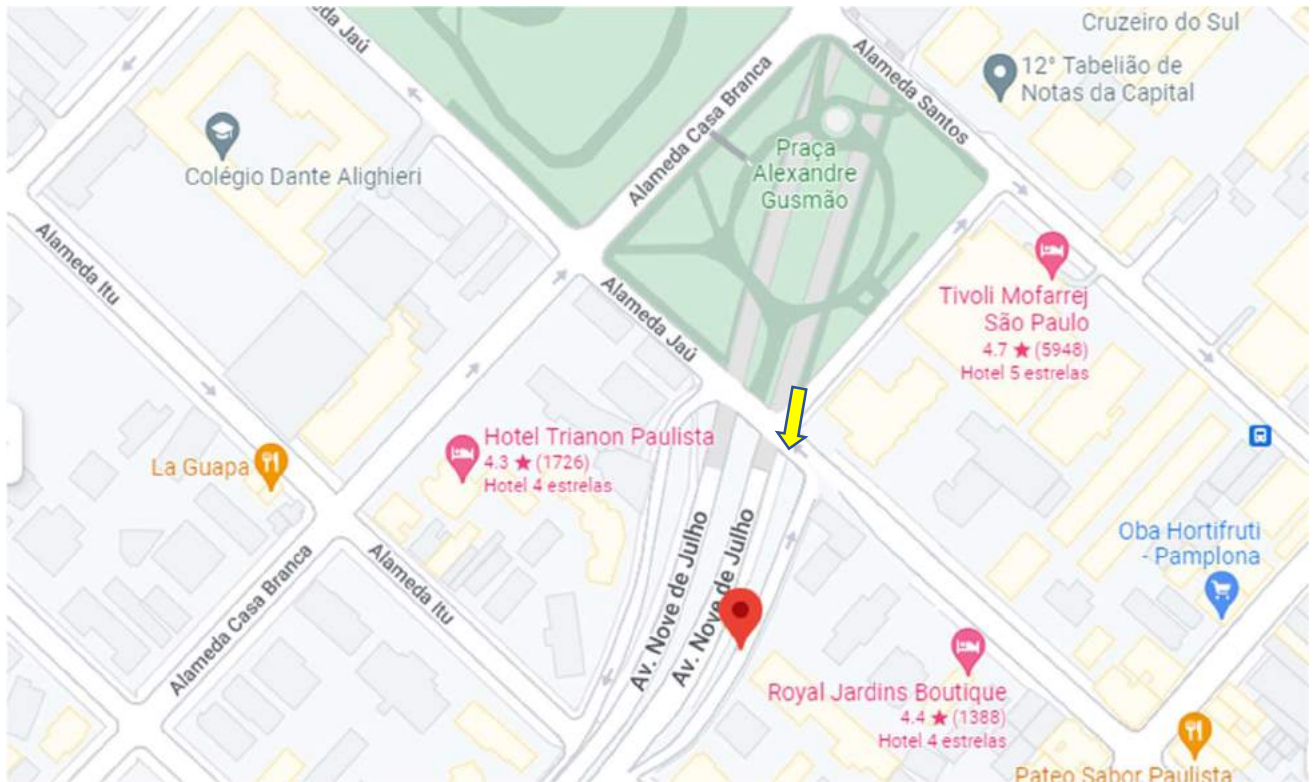 Alameda Jaú
Cruzeiro do Sul
12° Tabelião de
Notas da Capital
Alameda Santos
Alameda Casa Branca
Colégio Dante Alighieri
Praça
Alexandre
Gusmão
Alameda Itu
Alameda Jaú
Tivoli Mofarrej
São Paulo
4.7 ★ (5948)
Hotel 5 estrelas
La Guapa
Hotel Trianon Paulista
4.3 ★ (1726)
Hotel 4 estrelas
Av. Nove de Julho
Av. Nove de Julho
Oba Hortifruti
- Pamplona
Alameda Casa Branca
Alameda Itu
Royal Jardins Boutique
4.4 ★ (1388)
Hotel 4 estrelas
Pateo Sabor Paulista